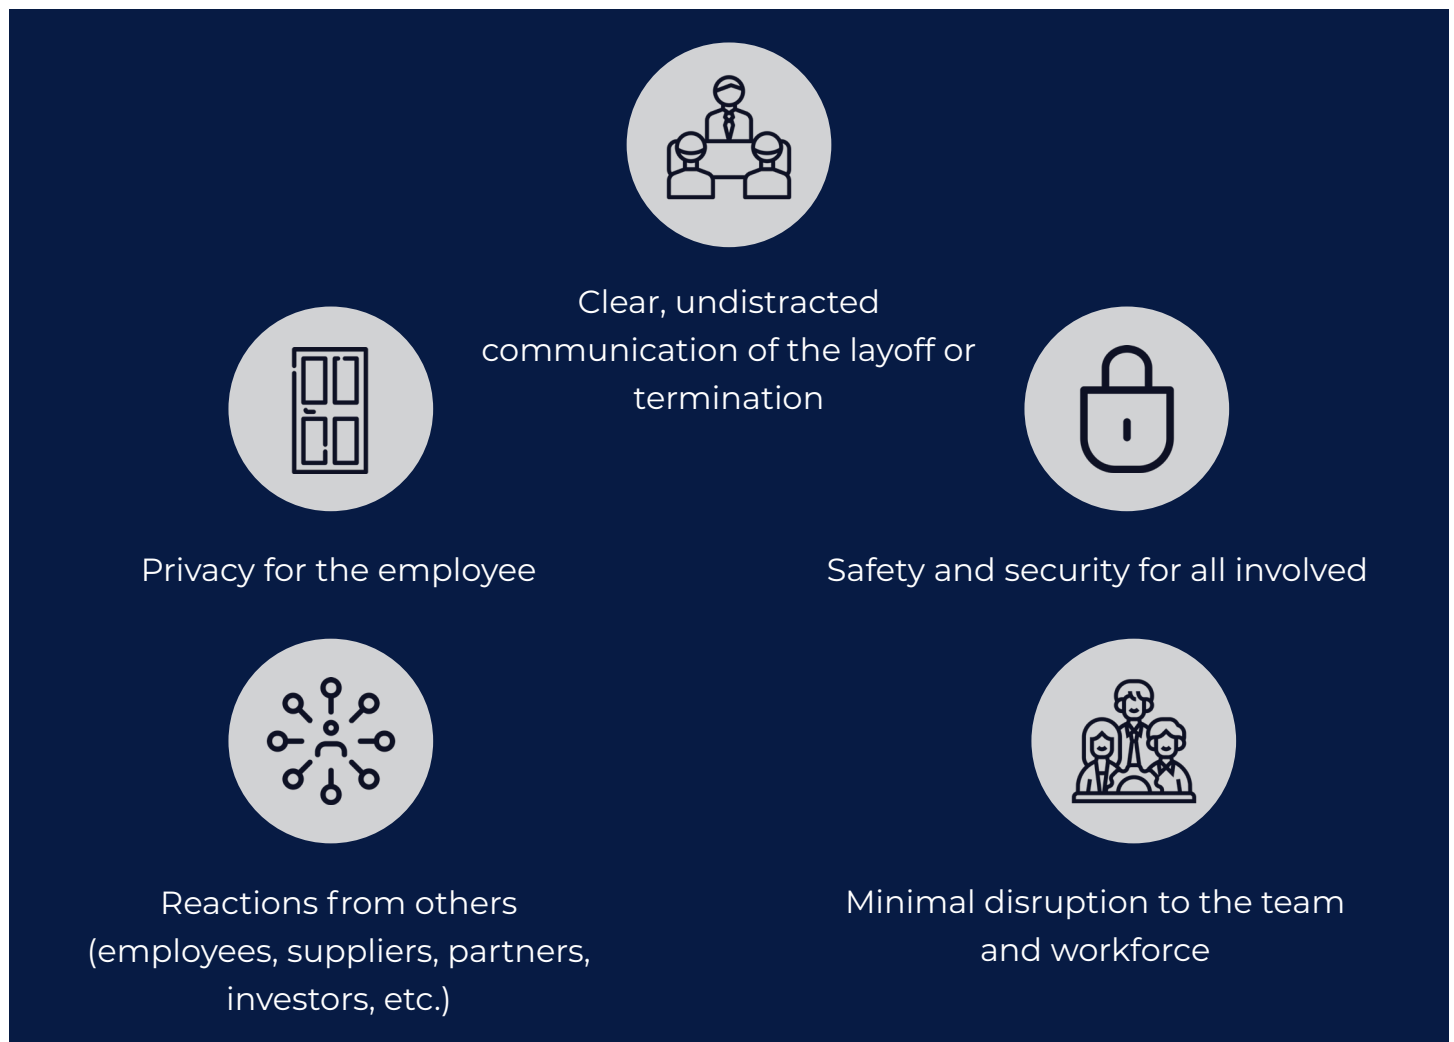 Clear, undistracted
communication of the layoff or
termination
Privacy for the employee
Safety and security for all involved
Reactions from others
(employees, suppliers, partners,
investors, etc.)
Minimal disruption to the team
and workforce